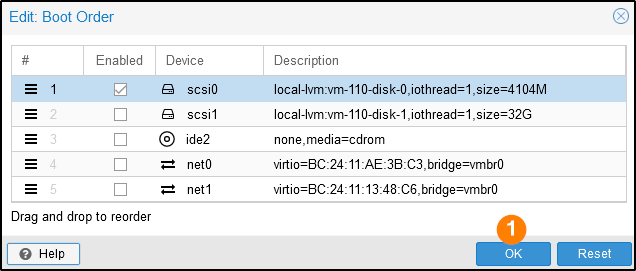 Edit: Boot Order
# Enabled Device Description
1 scsi0 local-lvm:vm-110-disk-0,iothread=1,size=4104M
2 scsi1 local-lvm:vm-110-disk-1,iothread=1,size=32G
3 ide2 none,media=cdrom
4 net0 virtio=BC:24:11:AE:3B:C3,bridge=vmbr0
5 net1 virtio=BC:24:11:13:48:C6,bridge=vmbr0
Drag and drop to reorder
1
? Help OK Reset